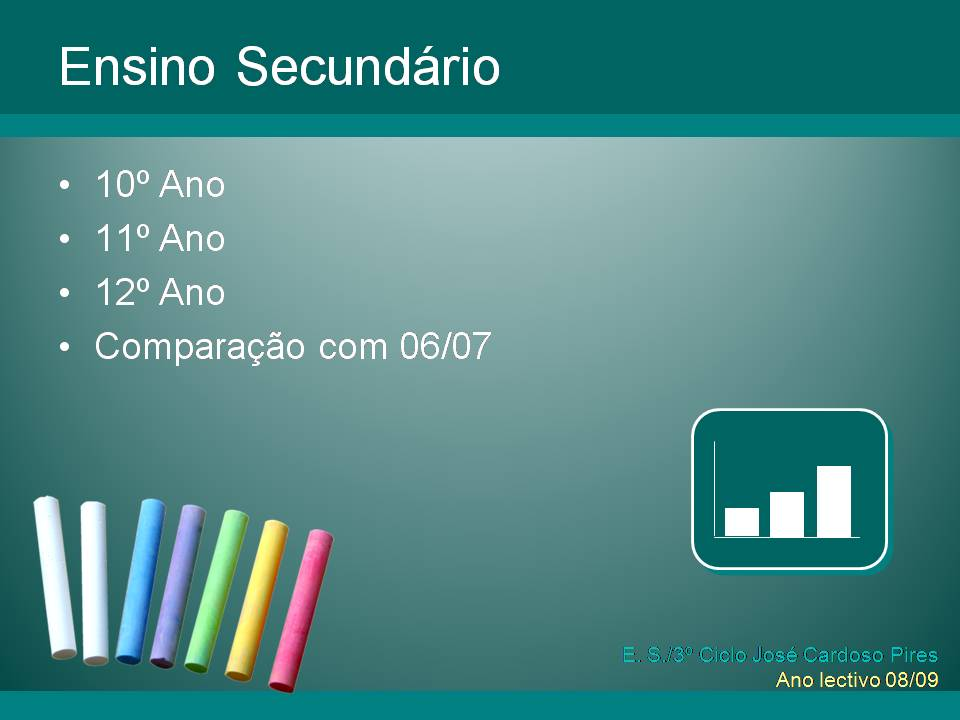 Ensino Secundário
• 10º Ano
• 11º Ano
• 12º Ano
• Comparação com 06/07
E. S./3º Ciclo José Cardoso Pires
Ano lectivo 08/09